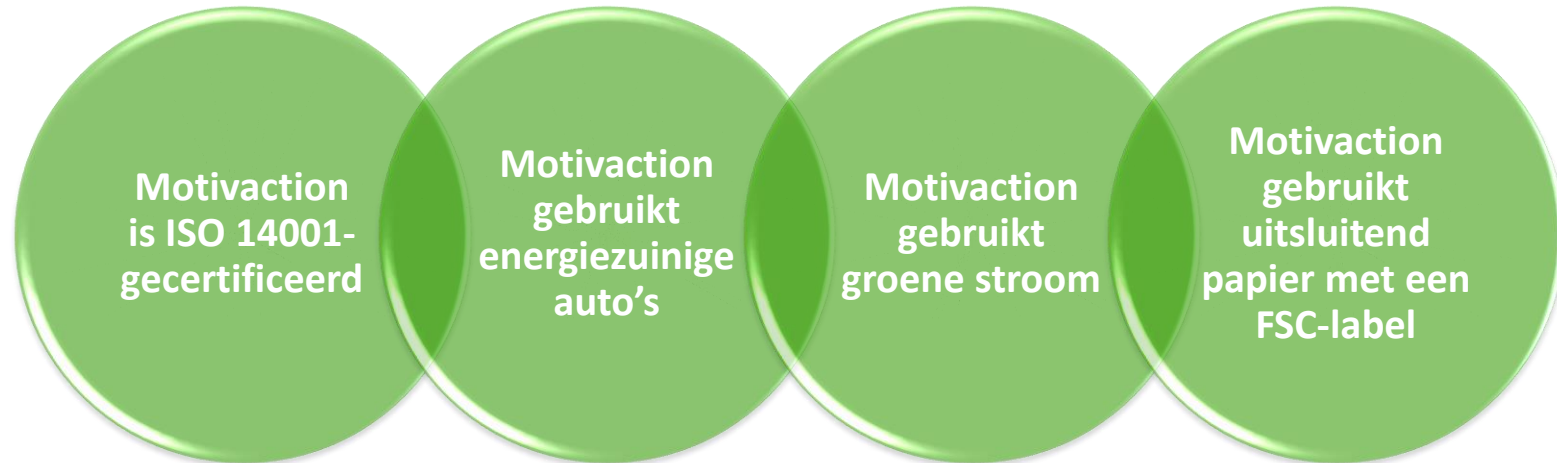 Motivaction
is ISO 14001-
gecertificeerd
Motivaction
gebruikt
energiezuinige
auto's
Motivaction
gebruikt
groene stroom
Motivaction
gebruikt
uitsluitend
papier met een
FSC-label